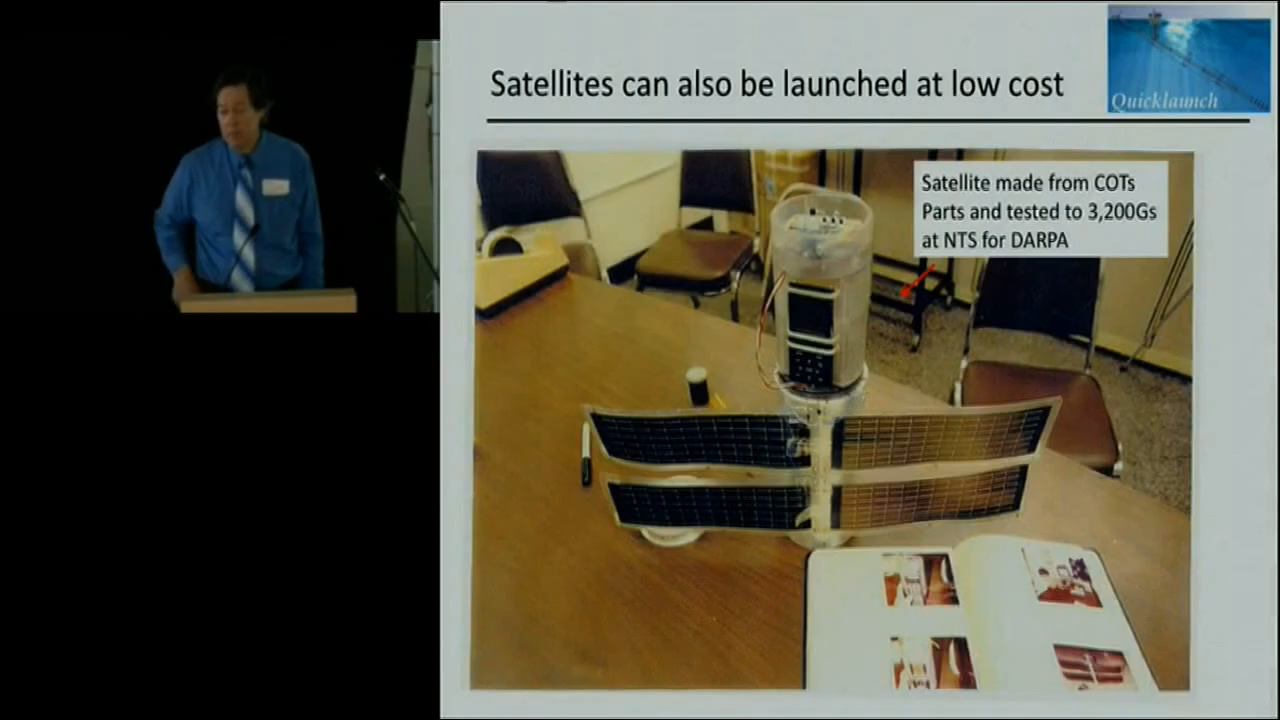 Satellites can also be launched at low cost
Quicklaunch
Satellite made from COTs
Parts and tested to 3,200Gs
at NTS for DARPA